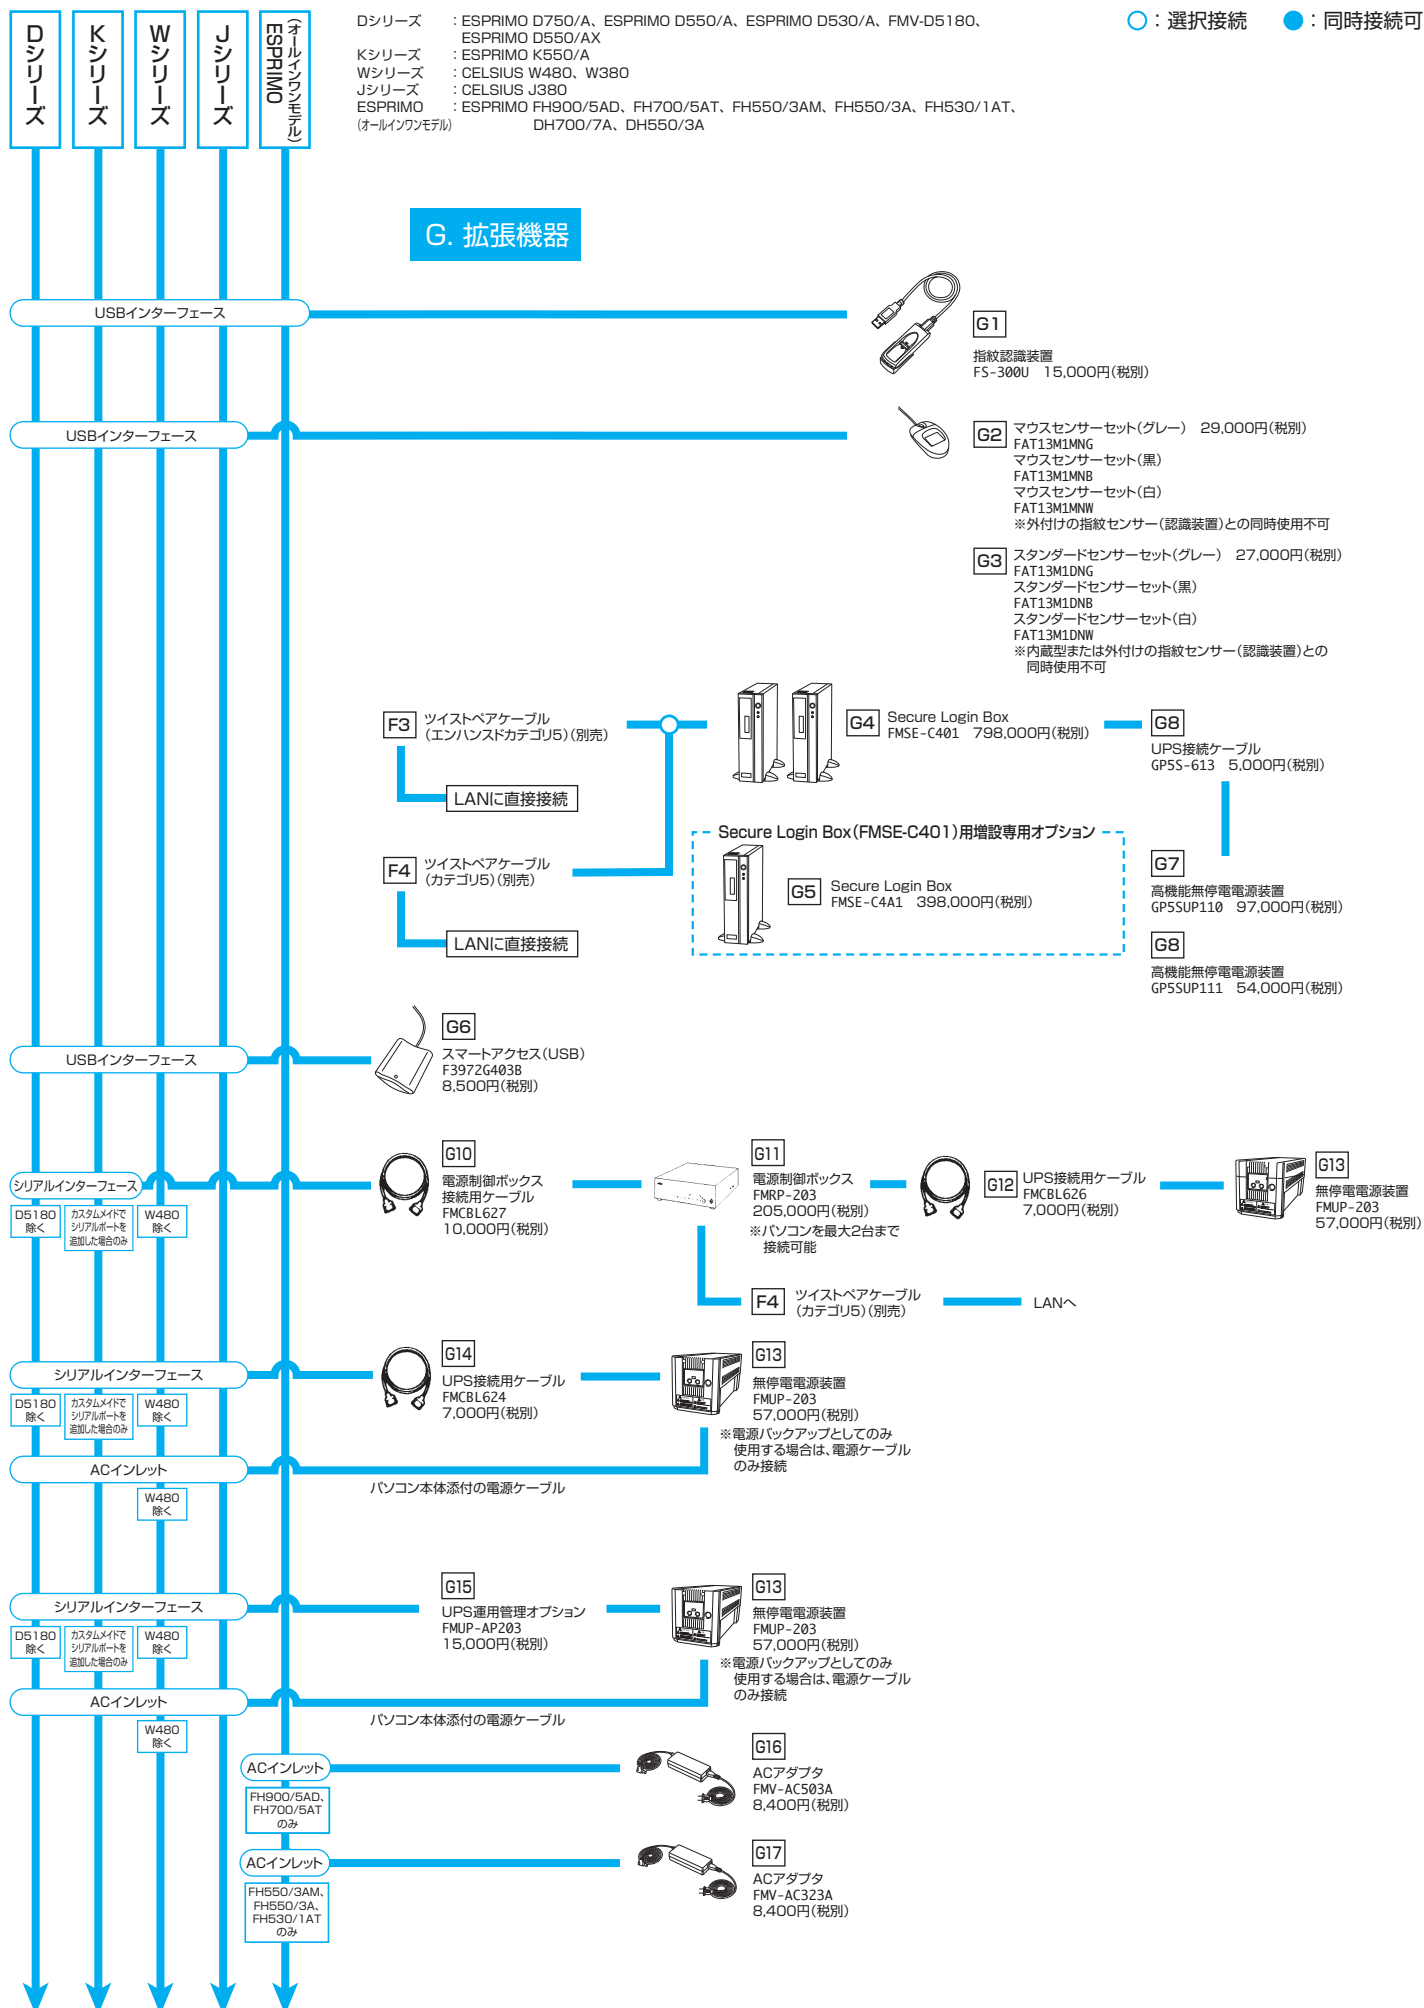 Dシリーズ
Kシリーズ
Wシリーズ
Jシリーズ
ESPRIMO
(オールインワンモデル)
Dシリーズ ：ESPRIMO D750/A、ESPRIMO D550/A、ESPRIMO D530/A、FMV-D5180、
ESPRIMO D550/AX
Kシリーズ ：ESPRIMO K550/A
Wシリーズ ：CELSIUS W480、W380
Jシリーズ ：CELSIUS J380
ESPRIMO ：ESPRIMO FH900/5AD、FH700/5AT、FH550/3AM、FH550/3A、FH530/1AT、
(オールインワンモデル) DH700/7A、DH550/3A
：選択接続 ：同時接続可
G. 拡張機器
USBインターフェース
G1
指紋認識装置
FS-300U 15,000円(税別)
USBインターフェース
G2
マウスセンサーセット(グレー) 29,000円(税別)
FAT13M1MNG
マウスセンサーセット(黒)
FAT13M1MNB
マウスセンサーセット(白)
FAT13M1MNW
※外付けの指紋センサー(認識装置)との同時使用不可
G3
スタンダードセンサーセット(グレー) 27,000円(税別)
FAT13M1DNG
スタンダードセンサーセット(黒)
FAT13M1DNB
スタンダードセンサーセット(白)
FAT13M1DNW
※内蔵型または外付けの指紋センサー(認識装置)との
同時使用不可
F3
ツイストペアケーブル
(エンハンスドカテゴリ5)(別売)
LANに直接接続
G4
Secure Login Box
FMSE-C401 798,000円(税別)
G8
UPS接続ケーブル
GP5S-613 5,000円(税別)
Secure Login Box(FMSE-C401)用増設専用オプション
F4
ツイストペアケーブル
(カテゴリ5)(別売)
LANに直接接続
G5
Secure Login Box
FMSE-C4A1 398,000円(税別)
G7
高機能無停電電源装置
GP5SUP110 97,000円(税別)
G8
高機能無停電電源装置
GP5SUP111 54,000円(税別)
USBインターフェース
G6
スマートアクセス(USB)
F3972G403B
8,500円(税別)
シリアルインターフェース
D5180
除く
カスタムメイドで
シリアルポートを
追加した場合のみ
W480
除く
G10
電源制御ボックス
接続用ケーブル
FMCBL627
10,000円(税別)
G11
電源制御ボックス
FMRP-203
205,000円(税別)
※パソコンを最大2台まで
接続可能
G12
UPS接続用ケーブル
FMCBL626
7,000円(税別)
G13
無停電電源装置
FMUP-203
57,000円(税別)
F4
ツイストペアケーブル
(カテゴリ5)(別売)
LANへ
シリアルインターフェース
D5180
除く
カスタムメイドで
シリアルポートを
追加した場合のみ
W480
除く
G14
UPS接続用ケーブル
FMCBL624
7,000円(税別)
G13
無停電電源装置
FMUP-203
57,000円(税別)
※電源バックアップとしてのみ
使用する場合は、電源ケーブル
のみ接続
ACインレット
W480
除く
パソコン本体添付の電源ケーブル
シリアルインターフェース
D5180
除く
カスタムメイドで
シリアルポートを
追加した場合のみ
W480
除く
G15
UPS運用管理オプション
FMUP-AP203
15,000円(税別)
G13
無停電電源装置
FMUP-203
57,000円(税別)
※電源バックアップとしてのみ
使用する場合は、電源ケーブル
のみ接続
ACインレット
W480
除く
パソコン本体添付の電源ケーブル
ACインレット
FH900/5AD、
FH700/5AT
のみ
G16
ACアダプタ
FMV-AC503A
8,400円(税別)
ACインレット
FH550/3AM、
FH550/3A、
FH530/1AT
のみ
G17
ACアダプタ
FMV-AC323A
8,400円(税別)